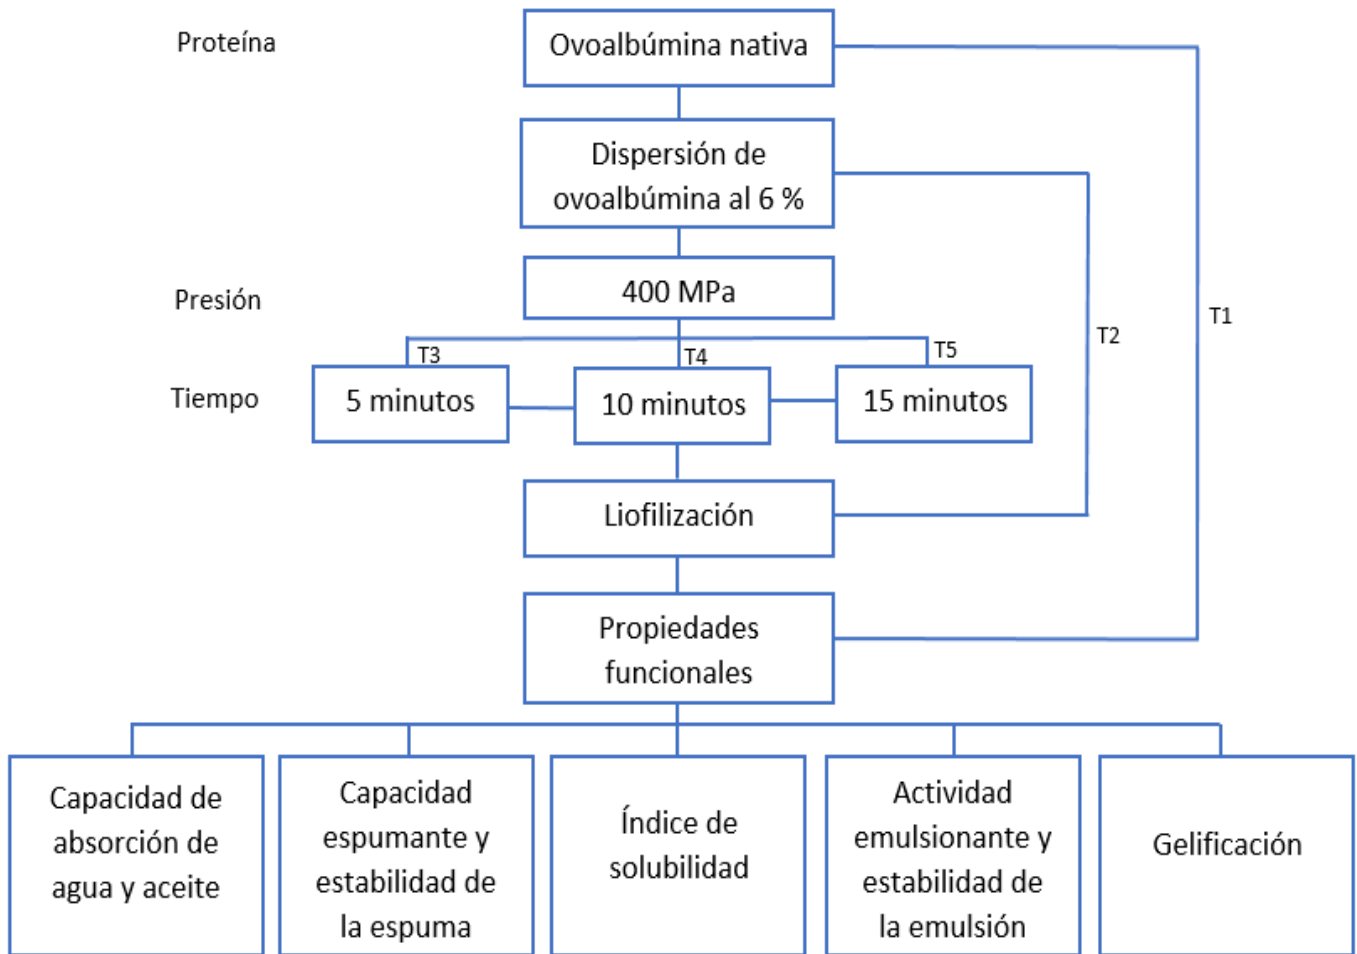 Proteína
Ovoalbúmina nativa
Dispersión de
ovoalbúmina al 6 %
Presión
400 MPa
T1
T2
T3
T4
T5
Tiempo
5 minutos
10 minutos
15 minutos
Liofilización
Propiedades
funcionales
Capacidad de
absorción de
agua y aceite
Capacidad
espumante y
estabilidad de
la espuma
Índice de
solubilidad
Actividad
emulsionante y
estabilidad de
la emulsión
Gelificación